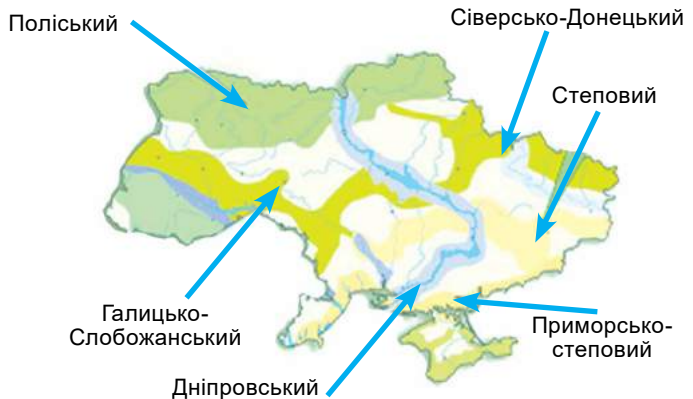 Поліський
Сіверсько-Донецький
Степовий
Галицько-
Слобожанський
Приморсько-
степовий
Дніпровський